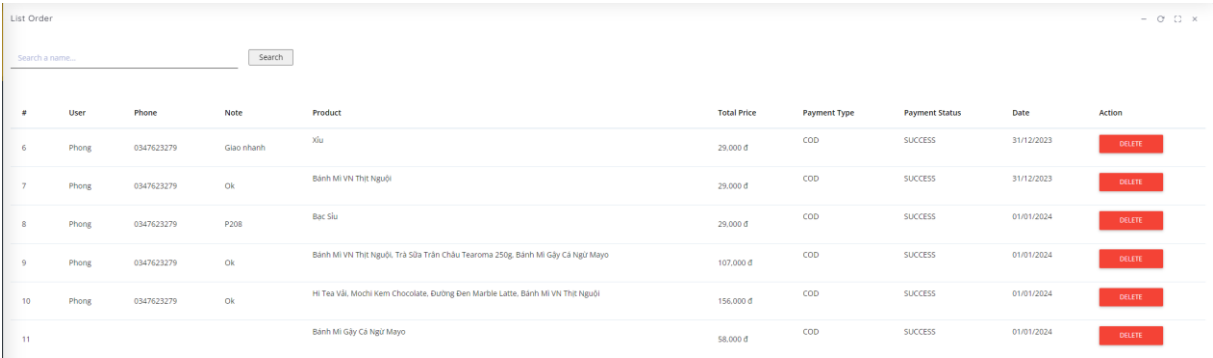 List Order
Search a name... Search
# User Phone Note Product Total Price Payment Type Payment Status Date Action
6 Phong 0347623279 Giao nhanh Xỉu 29,000 đ COD SUCCESS 31/12/2023 DELETE
7 Phong 0347623279 Ok Bánh Mì VN Thịt Nguội 29,000 đ COD SUCCESS 31/12/2023 DELETE
8 Phong 0347623279 P208 Bạc Sỉu 29,000 đ COD SUCCESS 01/01/2024 DELETE
9 Phong 0347623279 Ok Bánh Mì VN Thịt Nguội, Trà Sữa Trân Châu Tearoma 250g, Bánh Mì Gậy Cá Ngừ Mayo 107,000 đ COD SUCCESS 01/01/2024 DELETE
10 Phong 0347623279 Ok Hi Tea Vải, Mochi Kem Chocolate, Đường Đen Marble Latte, Bánh Mì VN Thịt Nguội 156,000 đ COD SUCCESS 01/01/2024 DELETE
11 Bánh Mì Gậy Cá Ngừ Mayo 58,000 đ COD SUCCESS 01/01/2024 DELETE